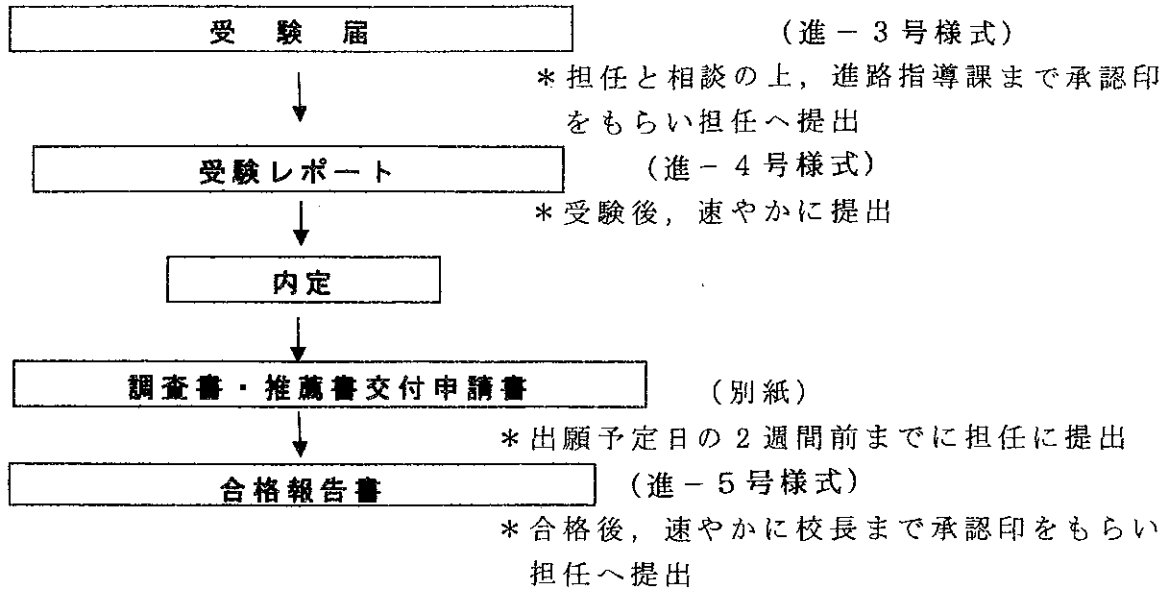 受験届 (進－3号様式)
＊担任と相談の上，進路指導課まで承認印
をもらい担任へ提出
受験レポート (進－4号様式)
＊受験後，速やかに提出
内定
調査書・推薦書交付申請書 (別紙)
＊出願予定日の2週間前までに担任に提出
合格報告書 (進－5号様式)
＊合格後，速やかに校長まで承認印をもらい
担任へ提出